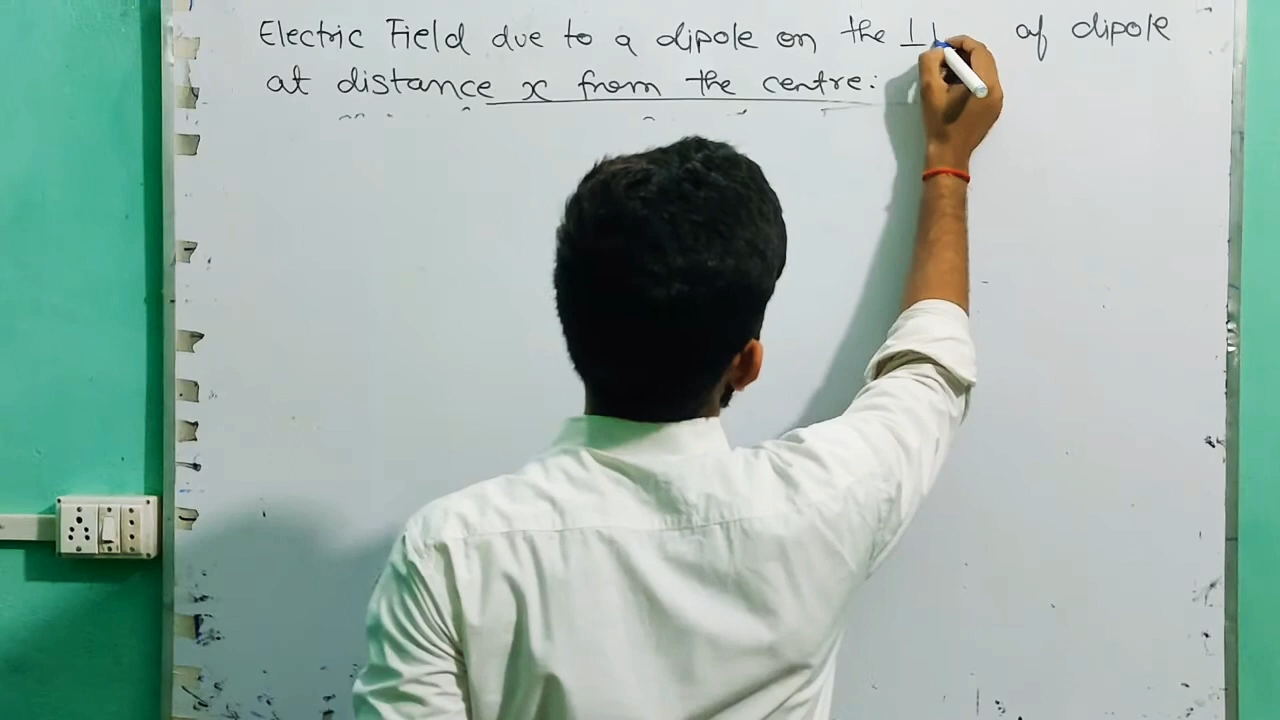 Electric Field due to a dipole on the ⊥ of dipole
at distance x from the centre: